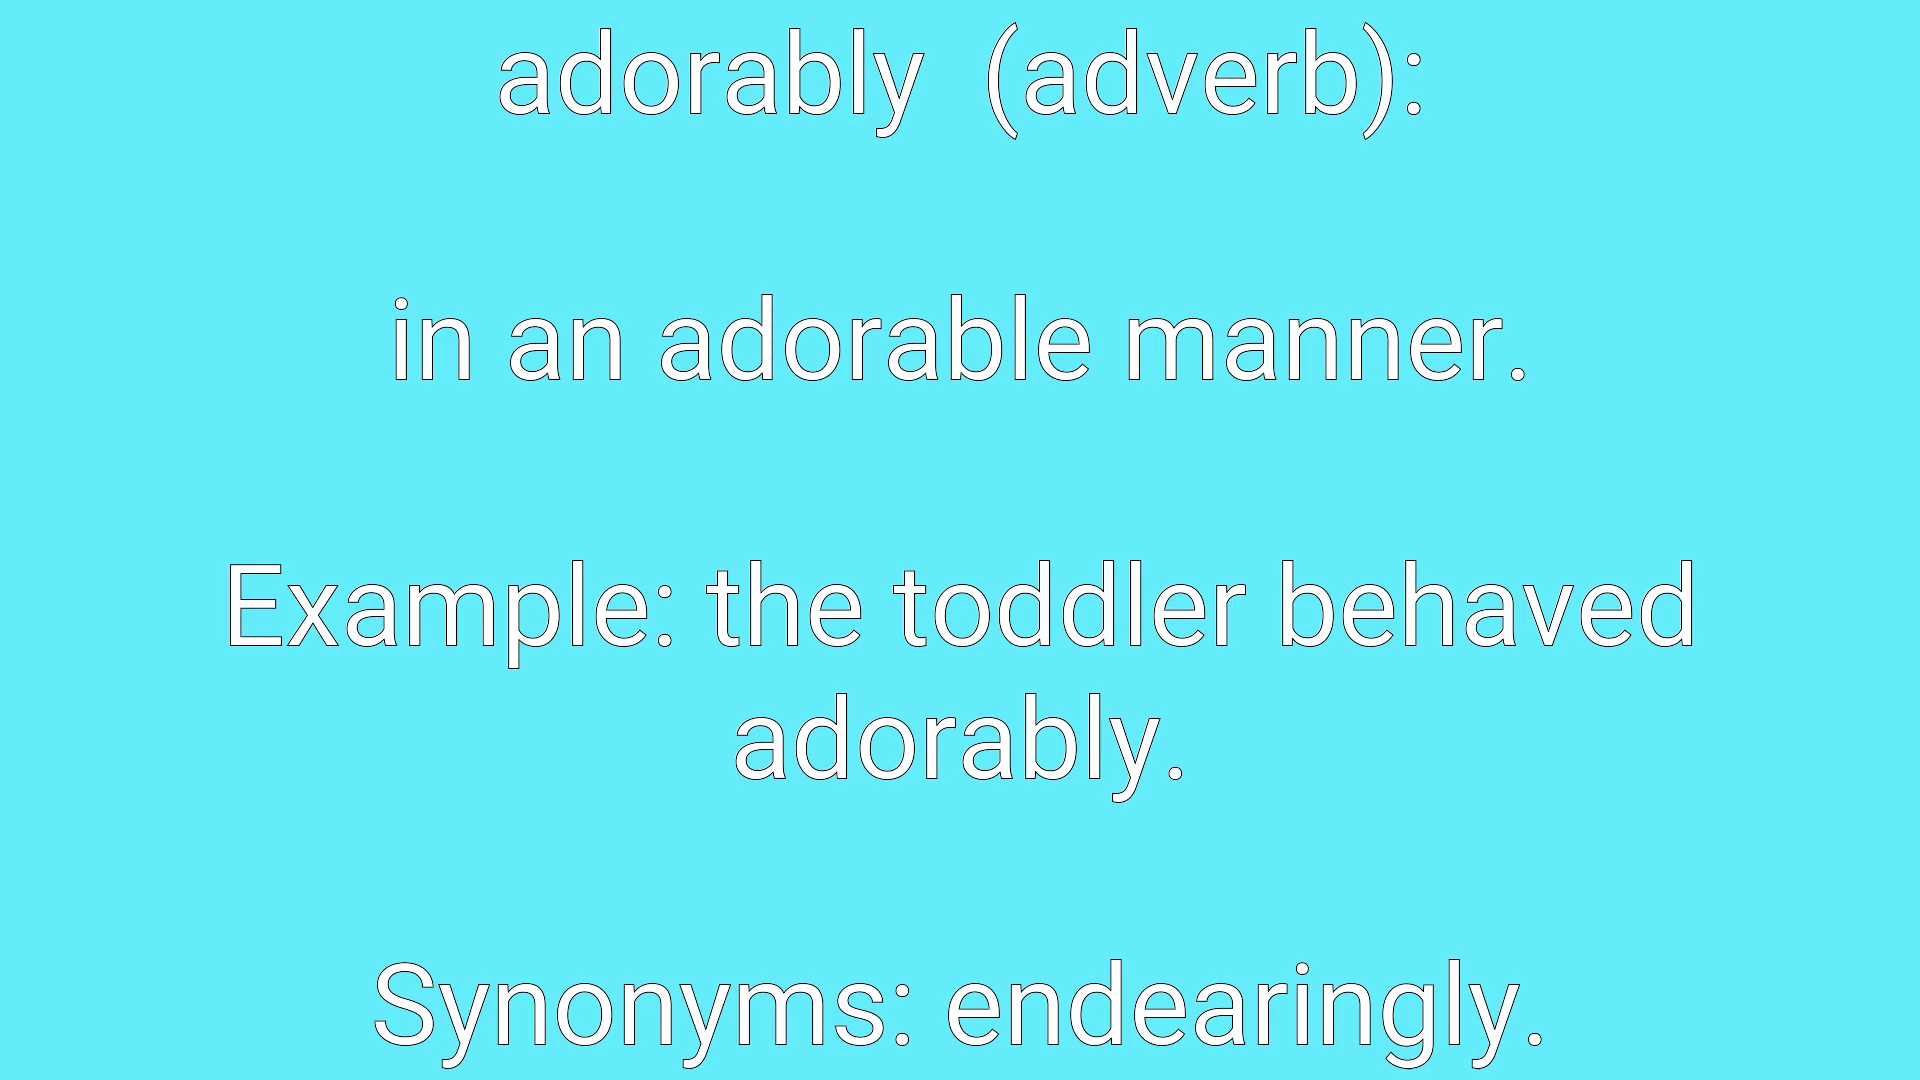 adorably  (adverb):
in an adorable manner.
Example: the toddler behaved
adorably.
Synonyms: endearingly.